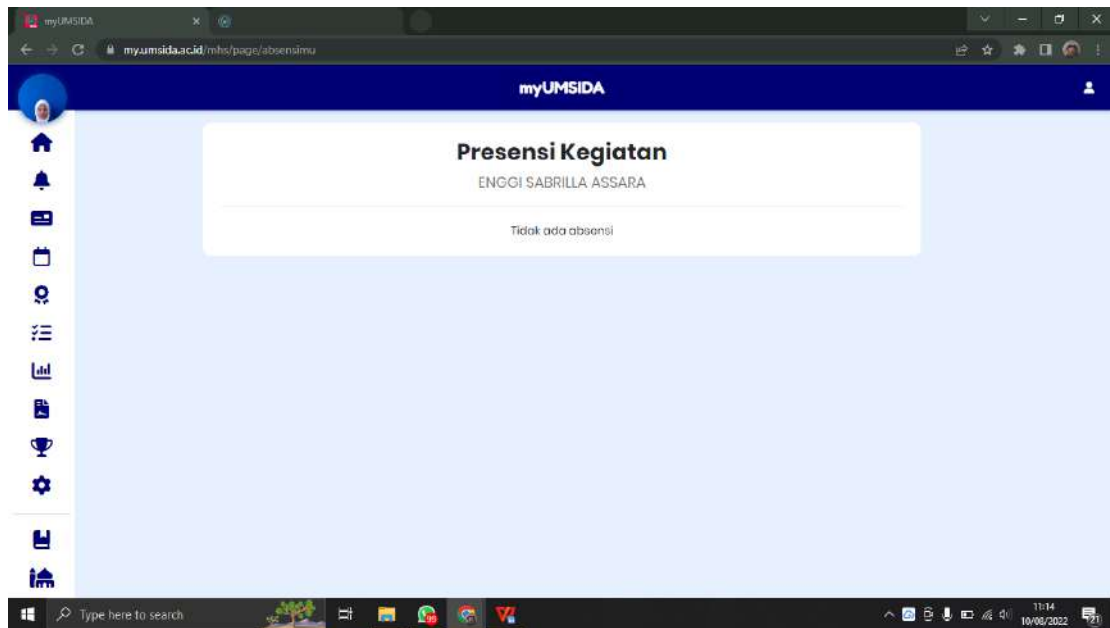 myUMSIDA
my.umsida.ac.id/mhs/page/absensimu
myUMSIDA
Presensi Kegiatan
ENGGI SABRILLA ASSARA
Tidak ada absensi
Type here to search
11:14
10/08/2022
21